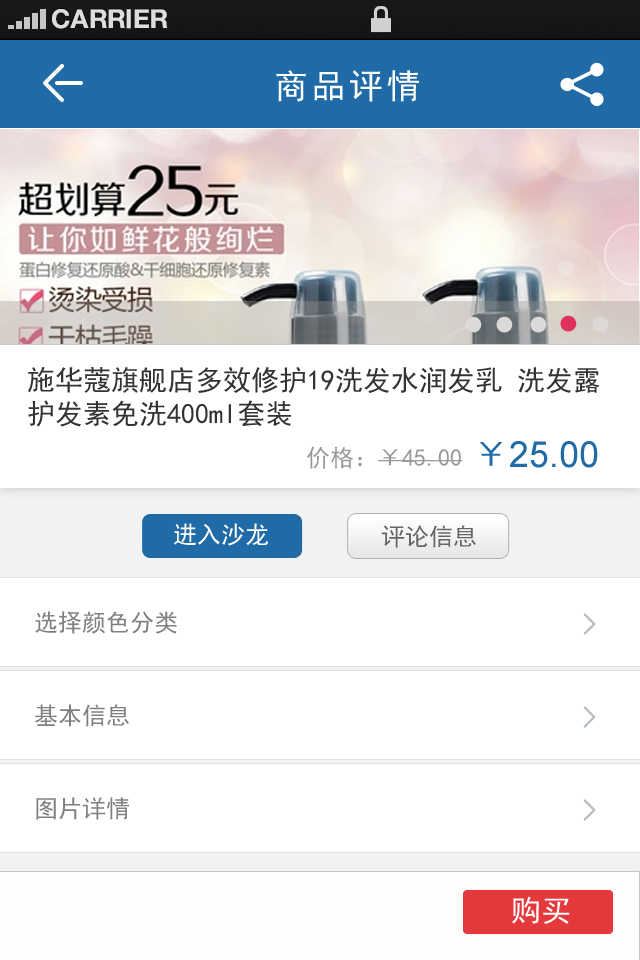 CARRIER
商品评情
超划算25元
让你如鲜花般绚烂
蛋白修复还原酸&干细胞还原修复素
烫染受损
干枯毛躁
施华蔻旗舰店多效修护19洗发水润发乳 洗发露
护发素免洗400ml套装
价格：￥45.00 ￥25.00
进入沙龙
评论信息
选择颜色分类
基本信息
图片详情
购买